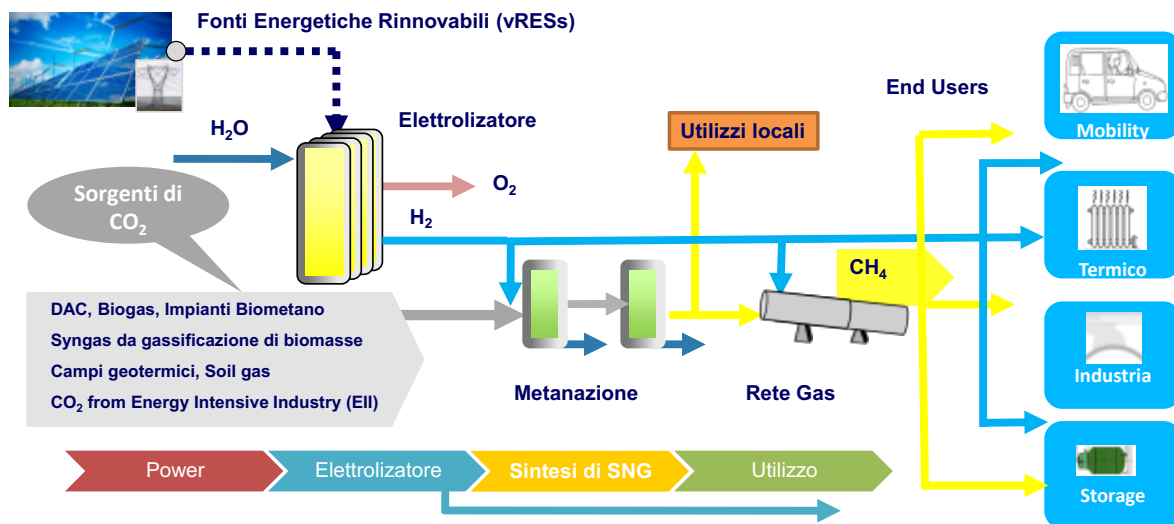 Fonti Energetiche Rinnovabili (vRESs)
End Users
Mobility
H₂O
Elettrolizatore
Utilizzi locali
Sorgenti di
CO₂
O₂
H₂
CH₄
Termico
DAC, Biogas, Impianti Biometano
Syngas da gassificazione di biomasse
Campi geotermici, Soil gas
CO₂ from Energy Intensive Industry (EII)
Metanazione
Rete Gas
Industria
Power
Elettrolizatore
Sintesi di SNG
Utilizzo
Storage